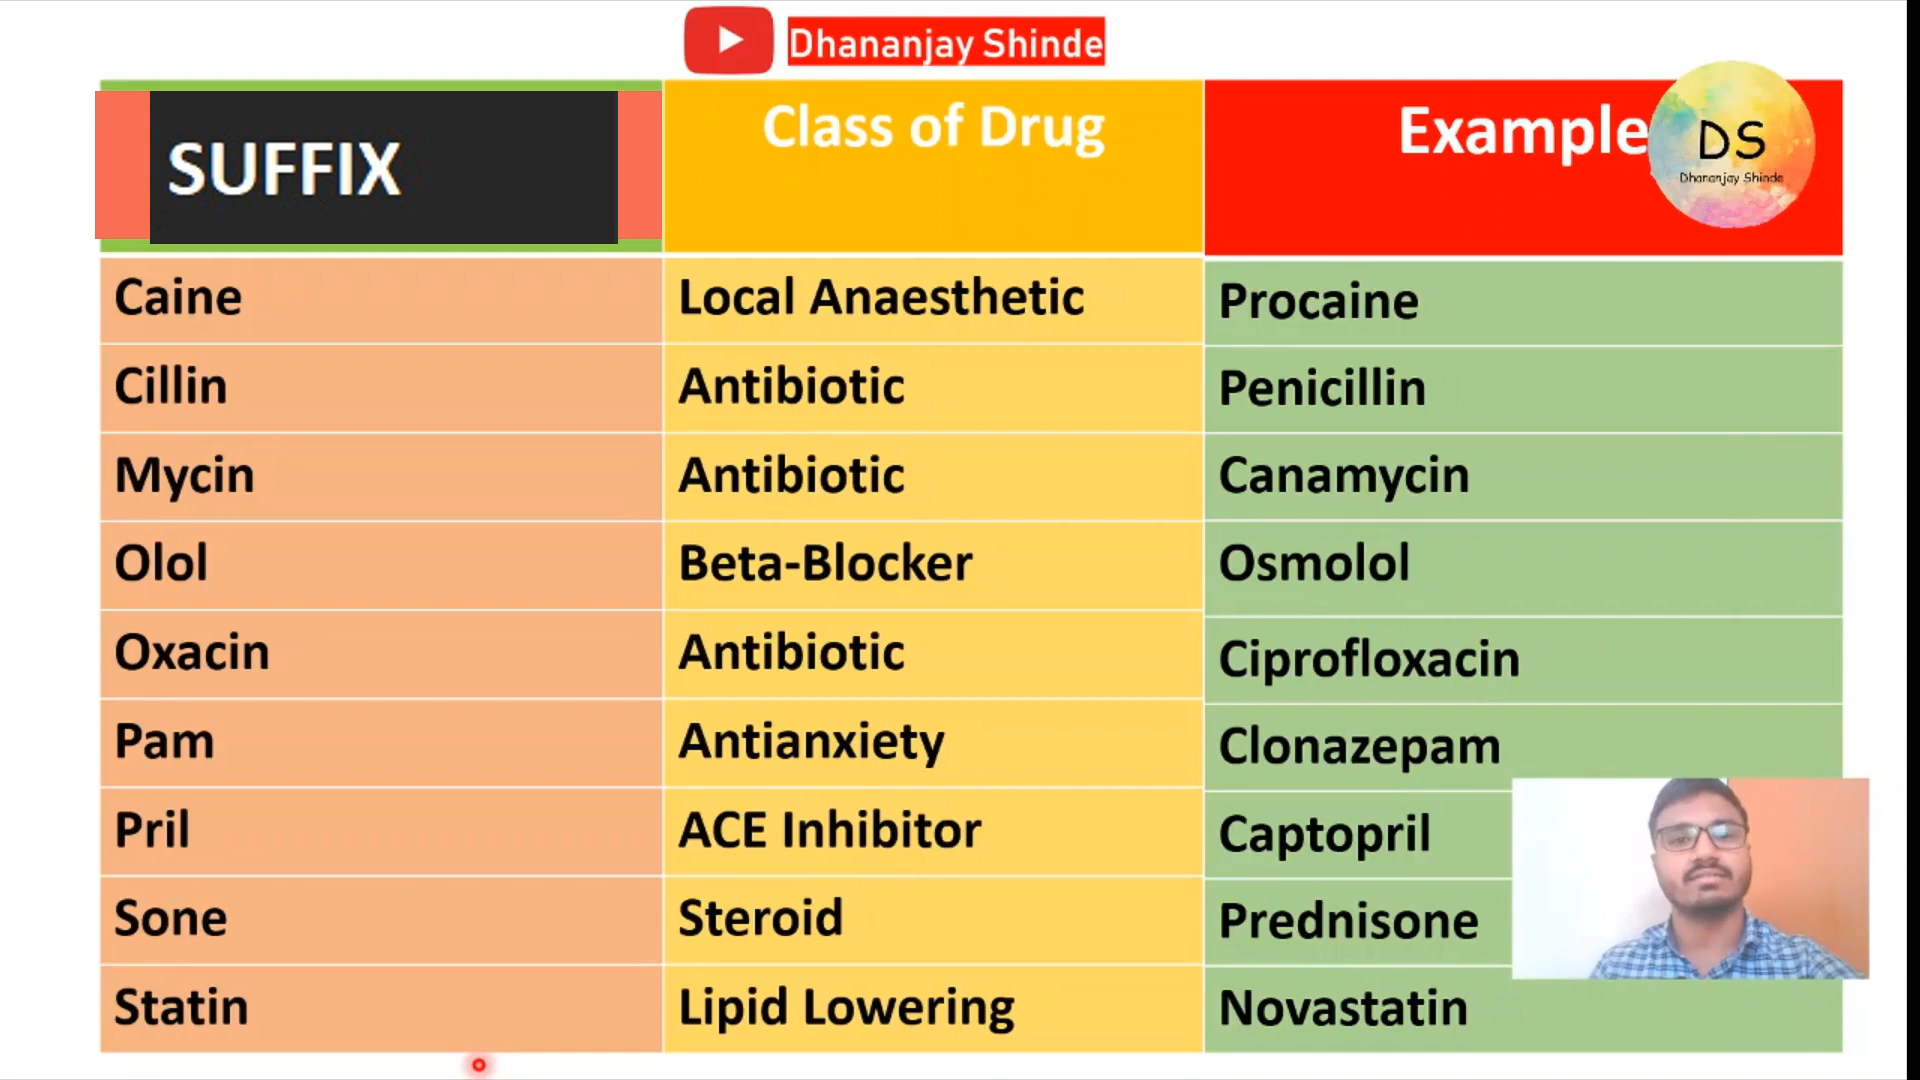 Dhananjay Shinde
SUFFIX Class of Drug Example
DS
Dhananjay Shinde
Caine Local Anaesthetic Procaine
Cillin Antibiotic Penicillin
Mycin Antibiotic Canamycin
Olol Beta-Blocker Osmolol
Oxacin Antibiotic Ciprofloxacin
Pam Antianxiety Clonazepam
Pril ACE Inhibitor Captopril
Sone Steroid Prednisone
Statin Lipid Lowering Novastatin